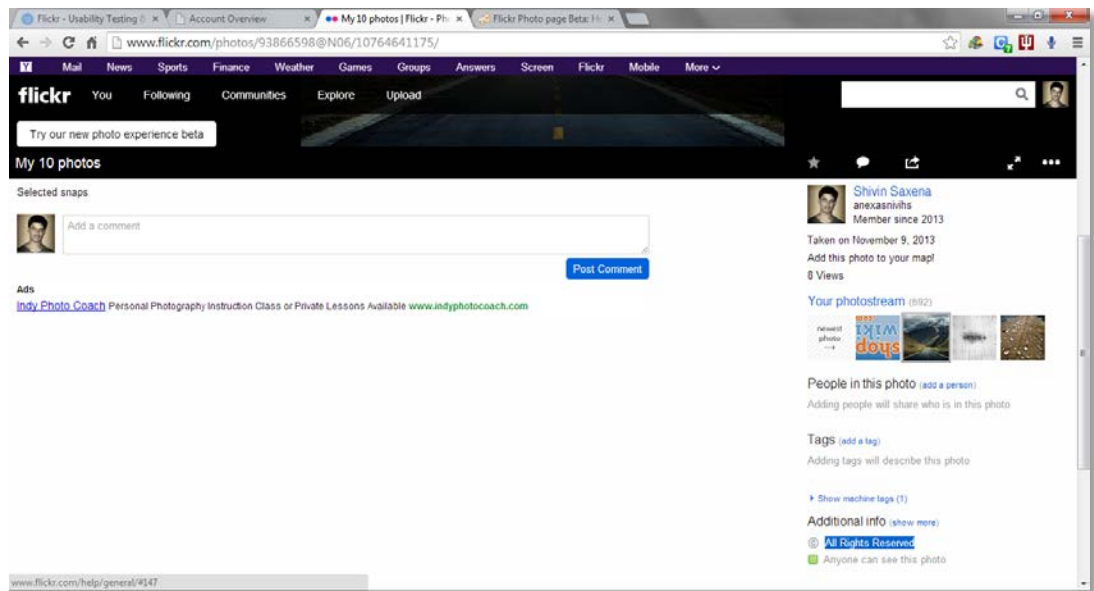 Flickr - Usability Testing
Account Overview
My 10 photos | Flickr - Ph
Flickr Photo page Beta: H
www.flickr.com/photos/93866598@N06/10764641175/
Y! Mail News Sports Finance Weather Games Groups Answers Screen Flickr Mobile More
flickr You Following Communities Explore Upload
Try our new photo experience beta
My 10 photos
Selected snaps
Add a comment
Post Comment
Ads
Indy Photo Coach Personal Photography Instruction Class or Private Lessons Available www.indyphotocoach.com
Shivin Saxena
anexasnivihs
Member since 2013
Taken on November 9, 2013
Add this photo to your map!
8 Views
Your photostream (692)
newest
photo
→
wiki
shop
People in this photo (add a person)
Adding people will share who is in this photo
Tags (add a tag)
Adding tags will describe this photo
Show machine tags (1)
Additional info (show more)
© All Rights Reserved
Anyone can see this photo
www.flickr.com/help/general/#147